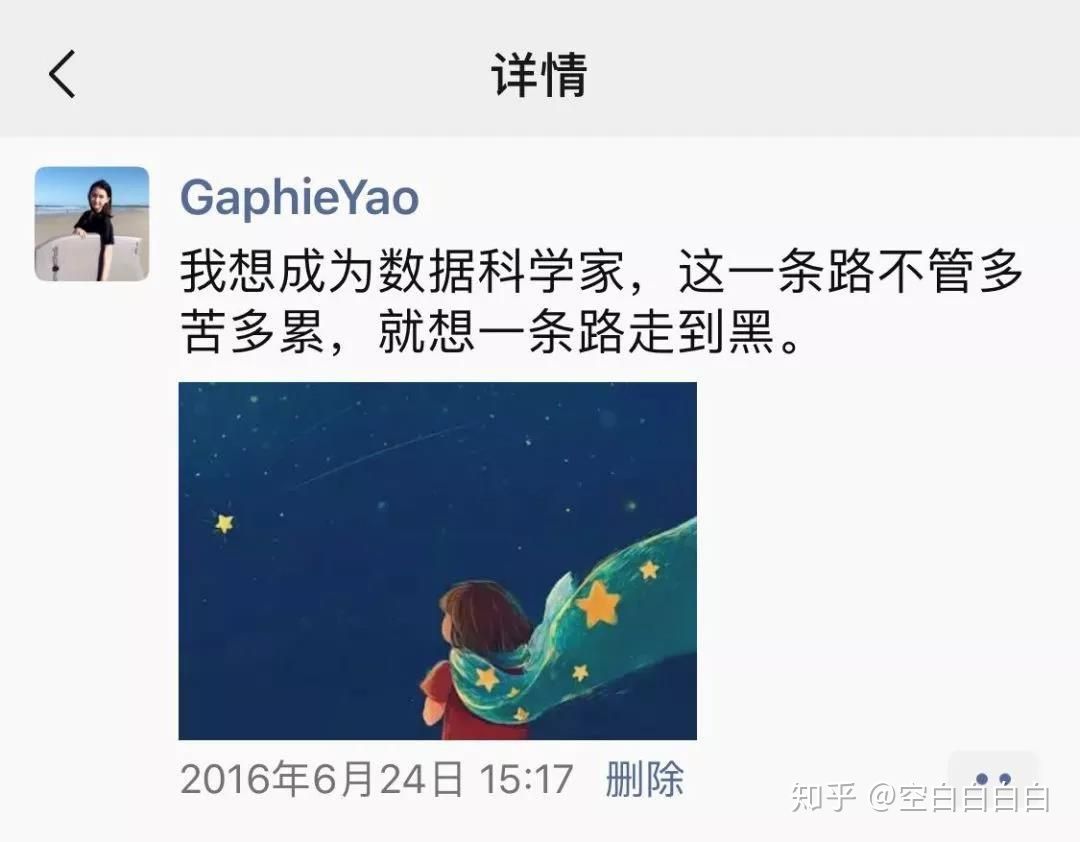 详情
GaphieYao
我想成为数据科学家，这一条路不管多
苦多累，就想一条路走到黑。
2016年6月24日 15:17 删除
知乎 @空白白白白